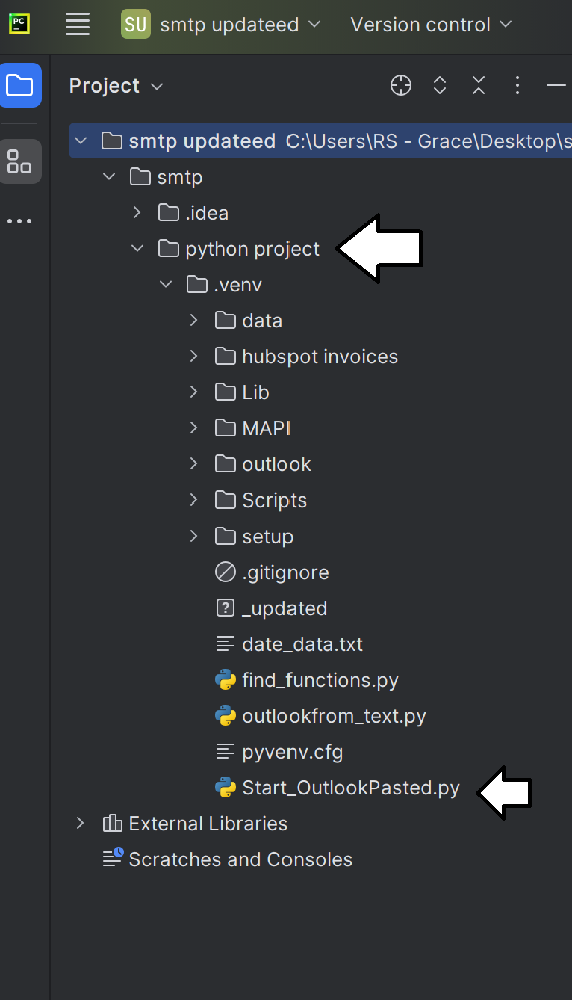 PC
SU smtp updateed Version control
Project
smtp updateed C:\Users\RS - Grace\Desktop\s
smtp
.idea
python project
.venv
data
hubspot invoices
Lib
MAPI
outlook
Scripts
setup
.gitignore
_updated
date_data.txt
find_functions.py
outlookfrom_text.py
pyvenv.cfg
Start_OutlookPasted.py
External Libraries
Scratches and Consoles